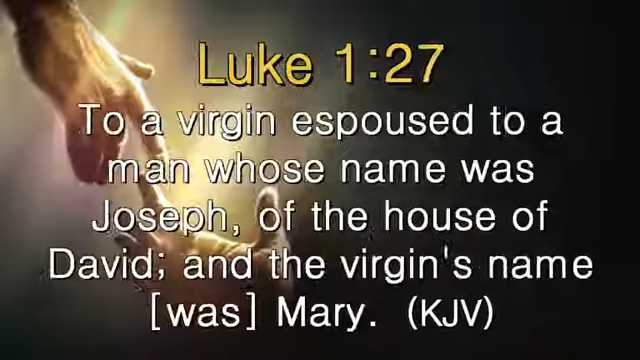 Luke 1:27
To a virgin espoused to a
man whose name was
Joseph, of the house of
David; and the virgin's name
[was] Mary. (KJV)